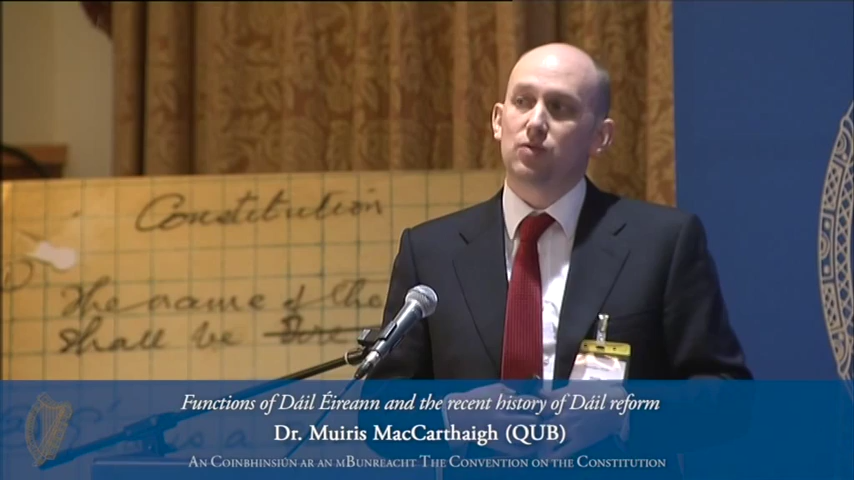 Constitution
The name of the
shall be
Functions of Dáil Éireann and the recent history of Dáil reform
Dr. Muiris MacCarthaigh (QUB)
An Coinbhinsiún ar an mBunreacht The Convention on the Constitution